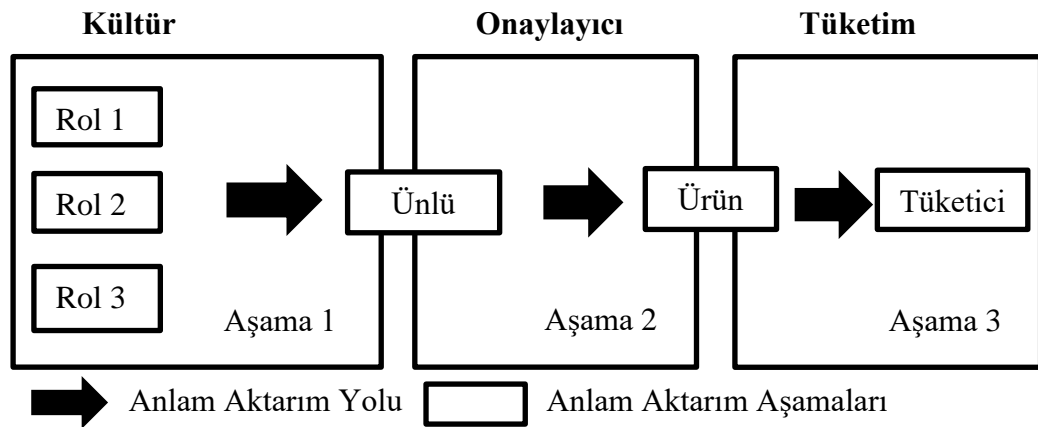 Kültür
Onaylayıcı
Tüketim
Rol 1
Rol 2
Rol 3
Ünlü
Ürün
Tüketici
Aşama 1
Aşama 2
Aşama 3
Anlam Aktarım Yolu
Anlam Aktarım Aşamaları